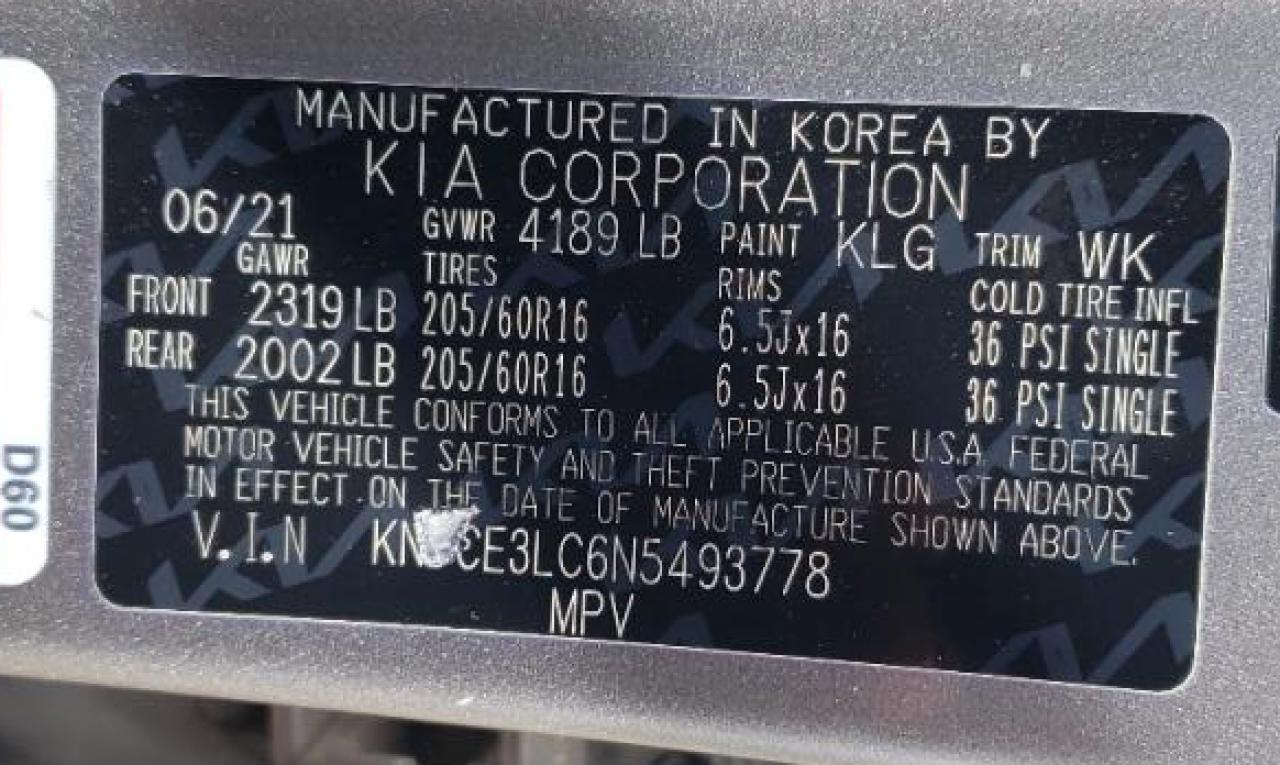 MANUFACTURED IN KOREA BY
KIA CORPORATION
06/21 GVWR 4189 LB PAINT KLG TRIM WK
GAWR TIRES RIMS COLD TIRE INFL
FRONT 2319 LB 205/60R16 6.5Jx16 36 PSI SINGLE
REAR 2002 LB 205/60R16 6.5Jx16 36 PSI SINGLE
THIS VEHICLE CONFORMS TO ALL APPLICABLE U.S.A. FEDERAL
MOTOR VEHICLE SAFETY AND THEFT PREVENTION STANDARDS
IN EFFECT ON THE DATE OF MANUFACTURE SHOWN ABOVE.
V.I.N
MPV
D60